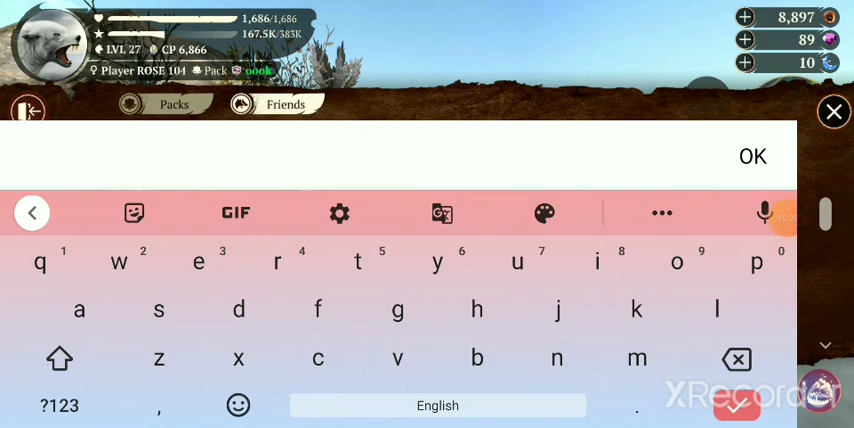 1,686/1,686
8,897
167.5K/383K
89
LVL 27 CP 6,866
10
Player ROSE 104 Pack oook
Packs Friends
OK
GIF
10:29
q 1 w 2 e 3 r 4 t 5 y 6 u 7 i 8 o 9 p 0
a s d f g h j k l
z x c v b n m
XRecorder
?123 , English .